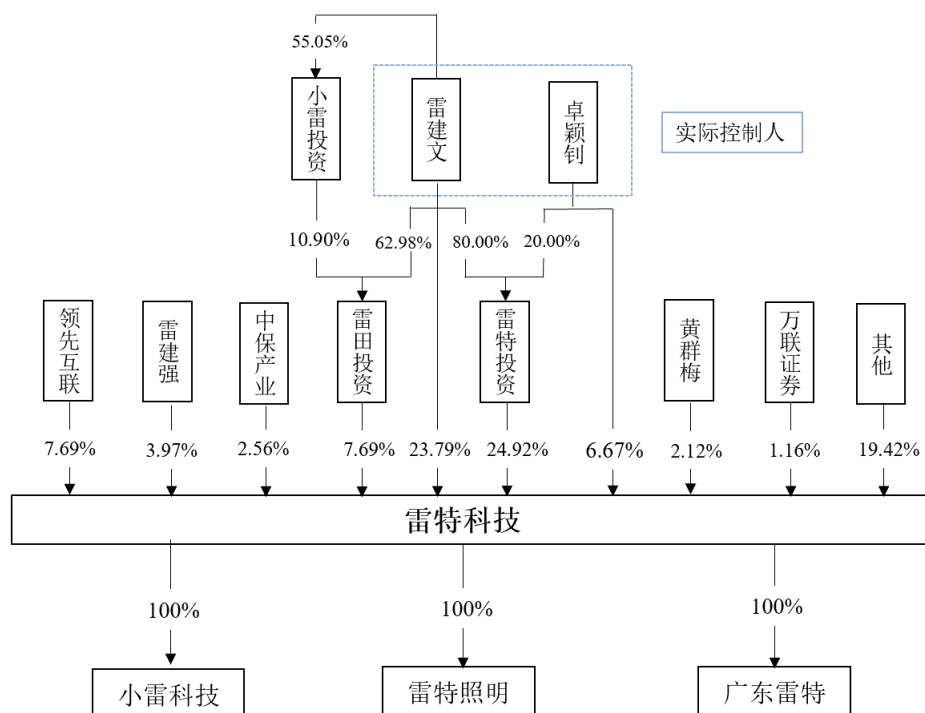 55.05%
小雷投资
雷建文
卓颖钊
实际控制人
10.90%
62.98%
80.00%
20.00%
领先互联
雷建强
中保产业
雷田投资
雷特投资
黄群梅
万联证券
其他
7.69%
3.97%
2.56%
7.69%
23.79%
24.92%
6.67%
2.12%
1.16%
19.42%
雷特科技
100%
100%
100%
小雷科技
雷特照明
广东雷特